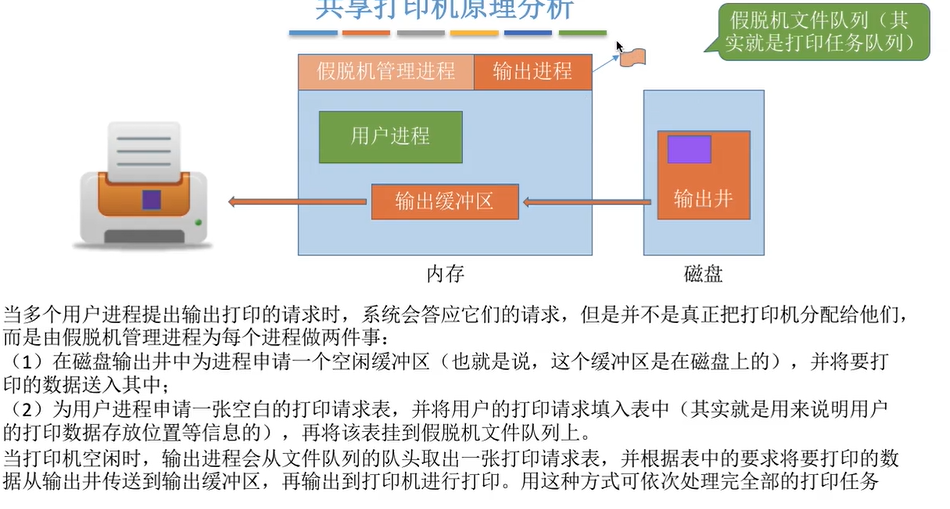 共享打印机原理分析
假脱机文件队列（其
实就是打印任务队列）
假脱机管理进程
输出进程
用户进程
输出缓冲区
输出井
内存
磁盘
当多个用户进程提出输出打印的请求时，系统会答应它们的请求，但是并不是真正把打印机分配给他们，
而是由假脱机管理进程为每个进程做两件事：
（1）在磁盘输出井中为进程申请一个空闲缓冲区（也就是说，这个缓冲区是在磁盘上的），并将要打
印的数据送入其中；
（2）为用户进程申请一张空白的打印请求表，并将用户的打印请求填入表中（其实就是用来说明用户
的打印数据存放位置等信息的），再将该表挂到假脱机文件队列上。
当打印机空闲时，输出进程会从文件队列的队头取出一张打印请求表，并根据表中的要求将要打印的数
据从输出井传送到输出缓冲区，再输出到打印机进行打印。用这种方式可依次处理完全部的打印任务